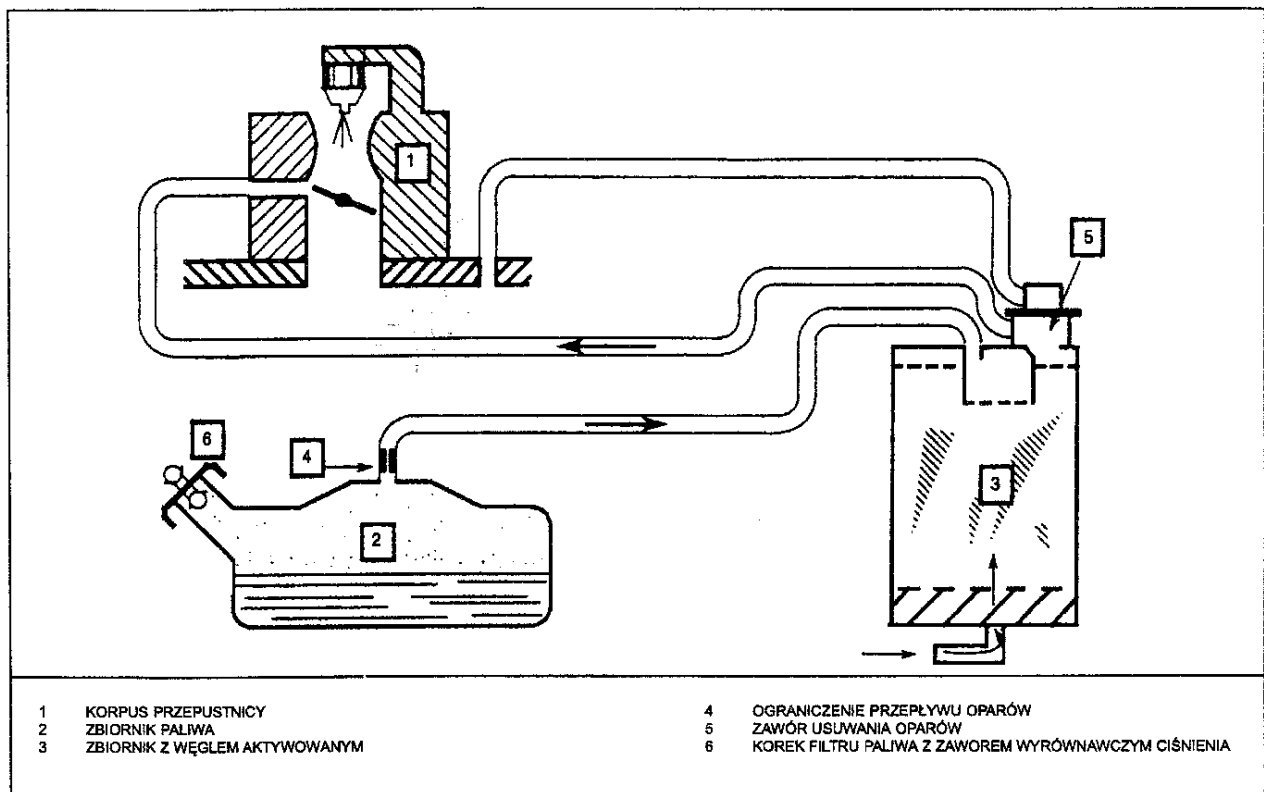 1
5
6
4
3
2
1 KORPUS PRZEPUSTNICY
2 ZBIORNIK PALIWA
3 ZBIORNIK Z WĘGLEM AKTYWOWANYM
4 OGRANICZENIE PRZEPŁYWU OPARÓW
5 ZAWÓR USUWANIA OPARÓW
6 KOREK FILTRU PALIWA Z ZAWOREM WYRÓWNAWCZYM CIŚNIENIA